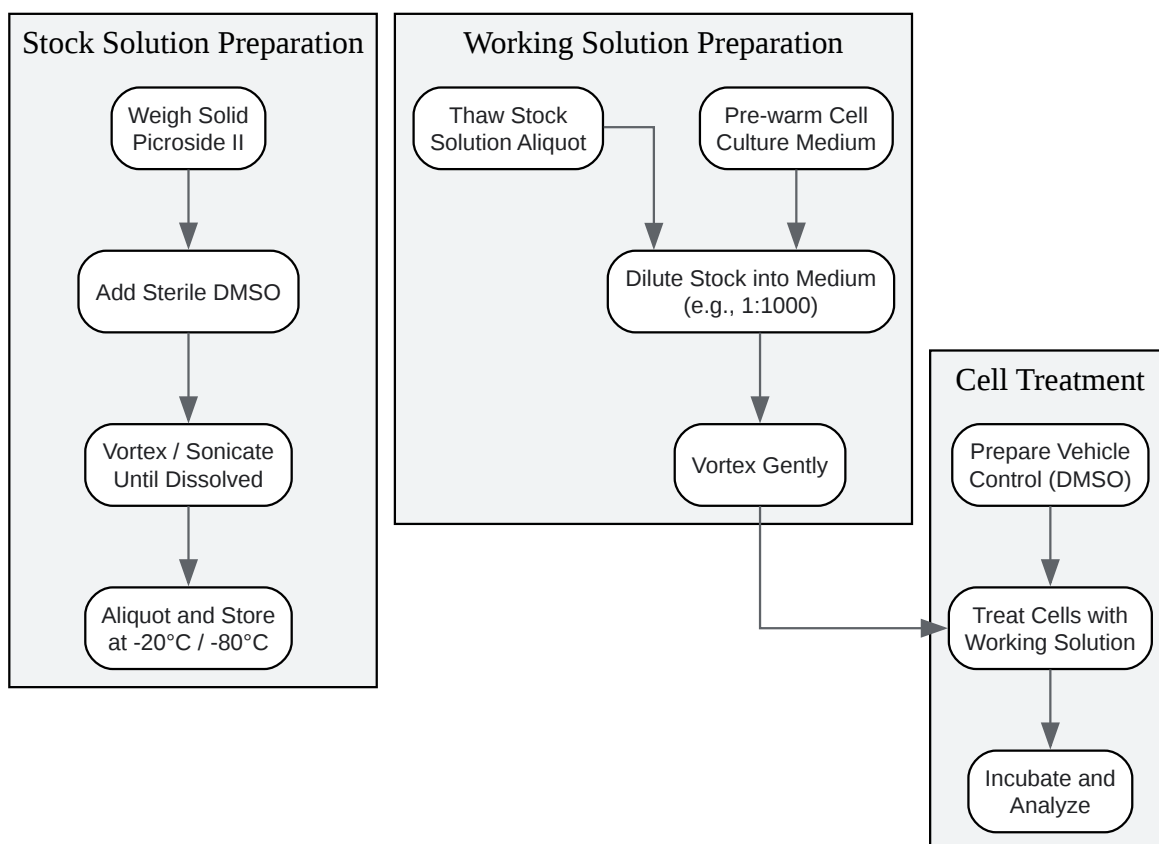 Stock Solution Preparation
Weigh Solid
Picroside II
Add Sterile DMSO
Vortex / Sonicate
Until Dissolved
Aliquot and Store
at -20°C / -80°C
Working Solution Preparation
Thaw Stock
Solution Aliquot
Pre-warm Cell
Culture Medium
Dilute Stock into Medium
(e.g., 1:1000)
Vortex Gently
Cell Treatment
Prepare Vehicle
Control (DMSO)
Treat Cells with
Working Solution
Incubate and
Analyze